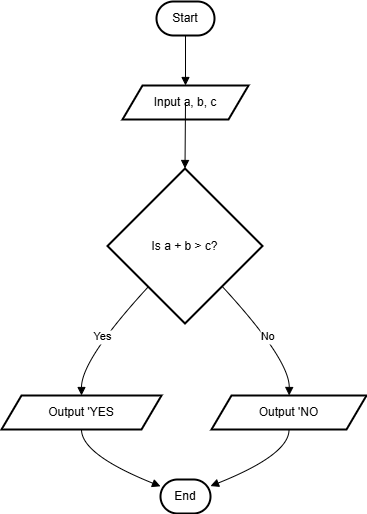 Start
Input a, b, c
Is a + b > c?
Yes
No
Output 'YES
Output 'NO
End